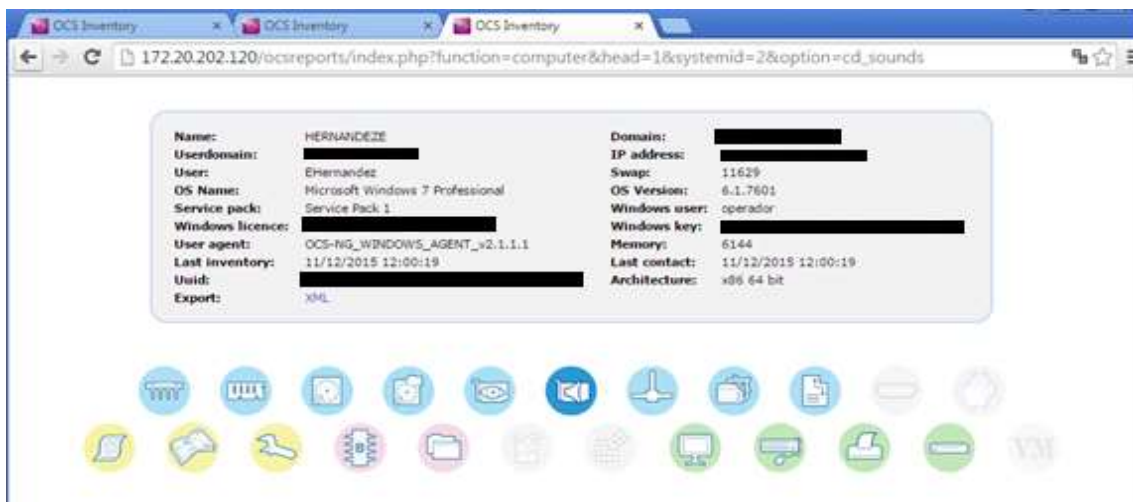 OCS Inventory
OCS Inventory
OCS Inventory
172.20.202.120/ocsreports/index.php?function=computer&head=1&systemid=2&option=cd_sounds
Name: HERNANDEZE Domain:
Userdomain: IP address:
User: EHernandez Swap: 11629
OS Name: Microsoft Windows 7 Professional OS Version: 6.1.7601
Service pack: Service Pack 1 Windows user: operador
Windows licence: Windows key:
User agent: OCS-NG_WINDOWS_AGENT_v2.1.1.1 Memory: 6144
Last inventory: 11/12/2015 12:00:19 Last contact: 11/12/2015 12:00:19
Uuid: Architecture: x86 64 bit
Export: XML
VM